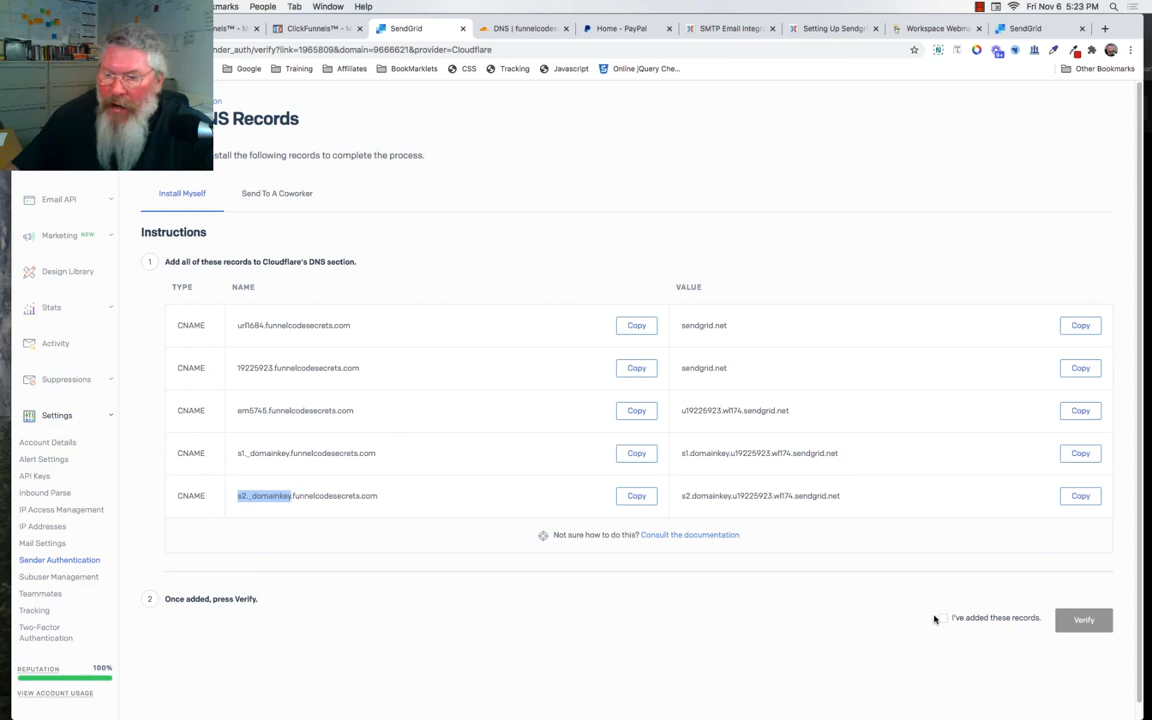 kmarks People Tab Window Help Fri Nov 6 5:23 PM
nels™ - M ClickFunnels™ - M SendGrid DNS | funnelcodes Home - PayPal SMTP Email Integra Setting Up Sendgr Workspace Webma SendGrid
der_auth/verify?link=1965809&domain=9666621&provider=Cloudflare
Google Training Affiliates BookMarklets CSS Tracking Javascript Online jQuery Che... Other Bookmarks
on
NS Records
stall the following records to complete the process.
Install Myself Send To A Coworker
Instructions
1 Add all of these records to Cloudflare's DNS section.
TYPE NAME VALUE
CNAME url1684.funnelcodesecrets.com Copy sendgrid.net Copy
CNAME 19225923.funnelcodesecrets.com Copy sendgrid.net Copy
CNAME em5745.funnelcodesecrets.com Copy u19225923.wl174.sendgrid.net Copy
CNAME s1._domainkey.funnelcodesecrets.com Copy s1.domainkey.u19225923.wl174.sendgrid.net Copy
CNAME s2._domainkey.funnelcodesecrets.com Copy s2.domainkey.u19225923.wl174.sendgrid.net Copy
Not sure how to do this? Consult the documentation
2 Once added, press Verify.
I've added these records. Verify
Email API
Marketing NEW
Design Library
Stats
Activity
Suppressions
Settings
Account Details
Alert Settings
API Keys
Inbound Parse
IP Access Management
IP Addresses
Mail Settings
Sender Authentication
Subuser Management
Teammates
Tracking
Two-Factor
Authentication
REPUTATION 100%
VIEW ACCOUNT USAGE